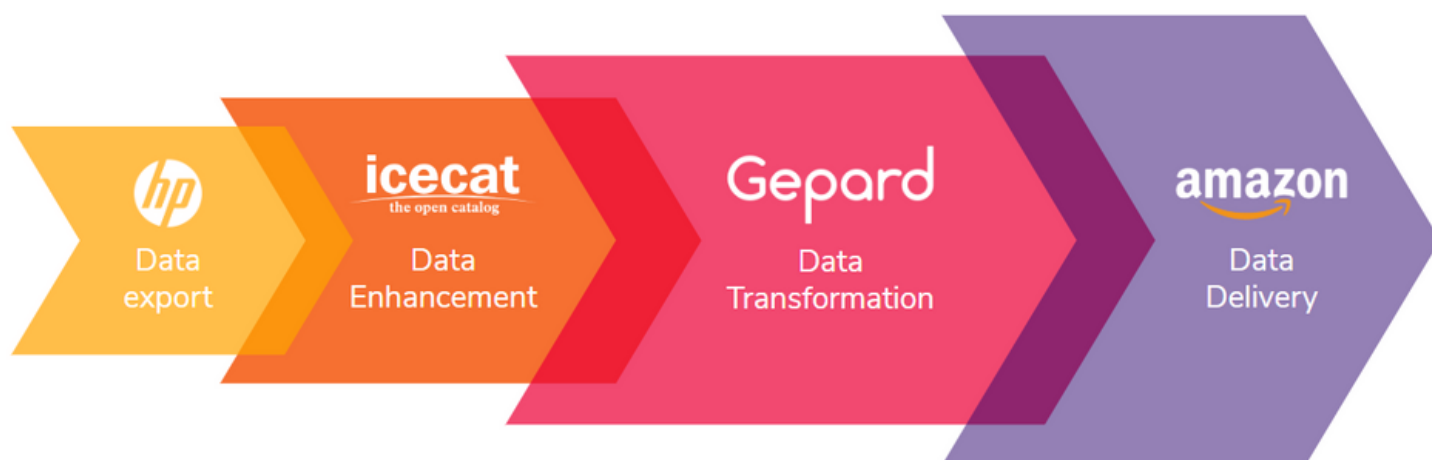 hp
Data
export
icecat
the open catalog
Data
Enhancement
Gepard
Data
Transformation
amazon
Data
Delivery